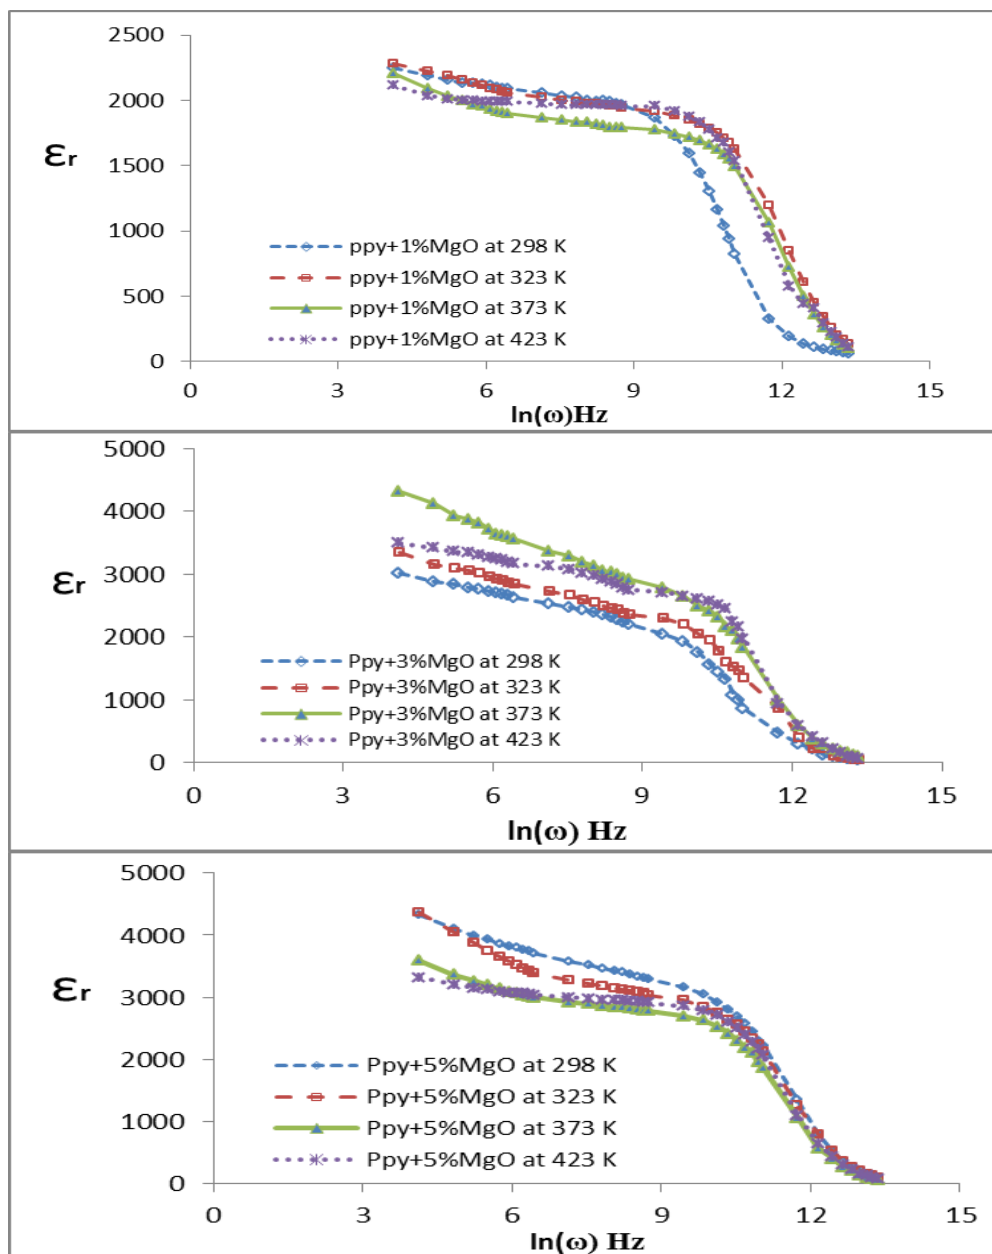 2500
2000
1500
1000
500
0
εr
ppy+1%MgO at 298 K
ppy+1%MgO at 323 K
ppy+1%MgO at 373 K
ppy+1%MgO at 423 K
0 3 6 9 12 15
ln(ω)Hz
5000
4000
3000
2000
1000
0
εr
Ppy+3%MgO at 298 K
Ppy+3%MgO at 323 K
Ppy+3%MgO at 373 K
Ppy+3%MgO at 423 K
0 3 6 9 12 15
ln(ω) Hz
5000
4000
3000
2000
1000
0
εr
Ppy+5%MgO at 298 K
Ppy+5%MgO at 323 K
Ppy+5%MgO at 373 K
Ppy+5%MgO at 423 K
0 3 6 9 12 15
ln(ω) Hz